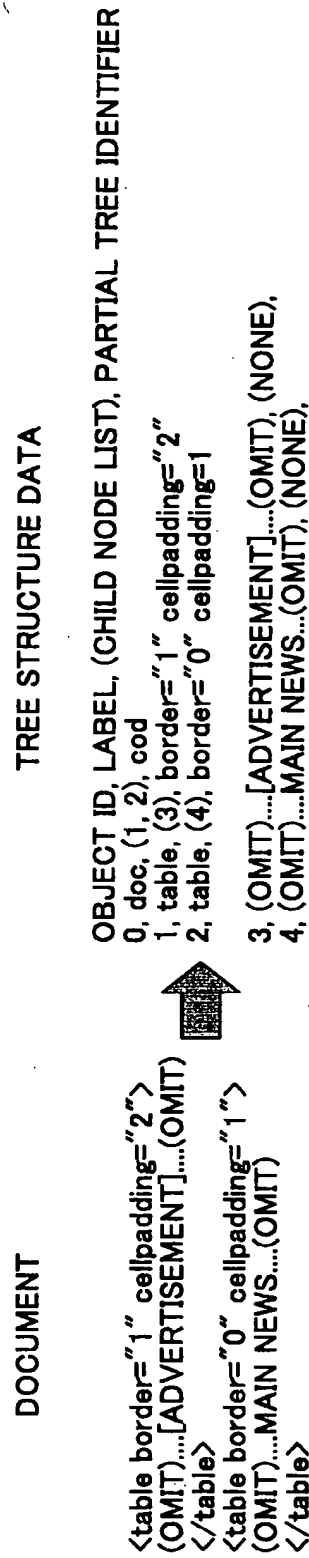 DOCUMENT
<table border="1" cellpadding="2">
(OMIT)....[ADVERTISEMENT]....(OMIT)
</table>
<table border="0" cellpadding="1">
(OMIT)....MAIN NEWS....(OMIT)
</table>
TREE STRUCTURE DATA
OBJECT ID, LABEL, (CHILD NODE LIST), PARTIAL TREE IDENTIFIER
0, doc, (1, 2), cod
1, table, (3), border="1" cellpadding="2"
2, table, (4), border="0" cellpadding=1
3, (OMIT)....[ADVERTISEMENT]....(OMIT), (NONE),
4, (OMIT)....MAIN NEWS...(OMIT), (NONE),